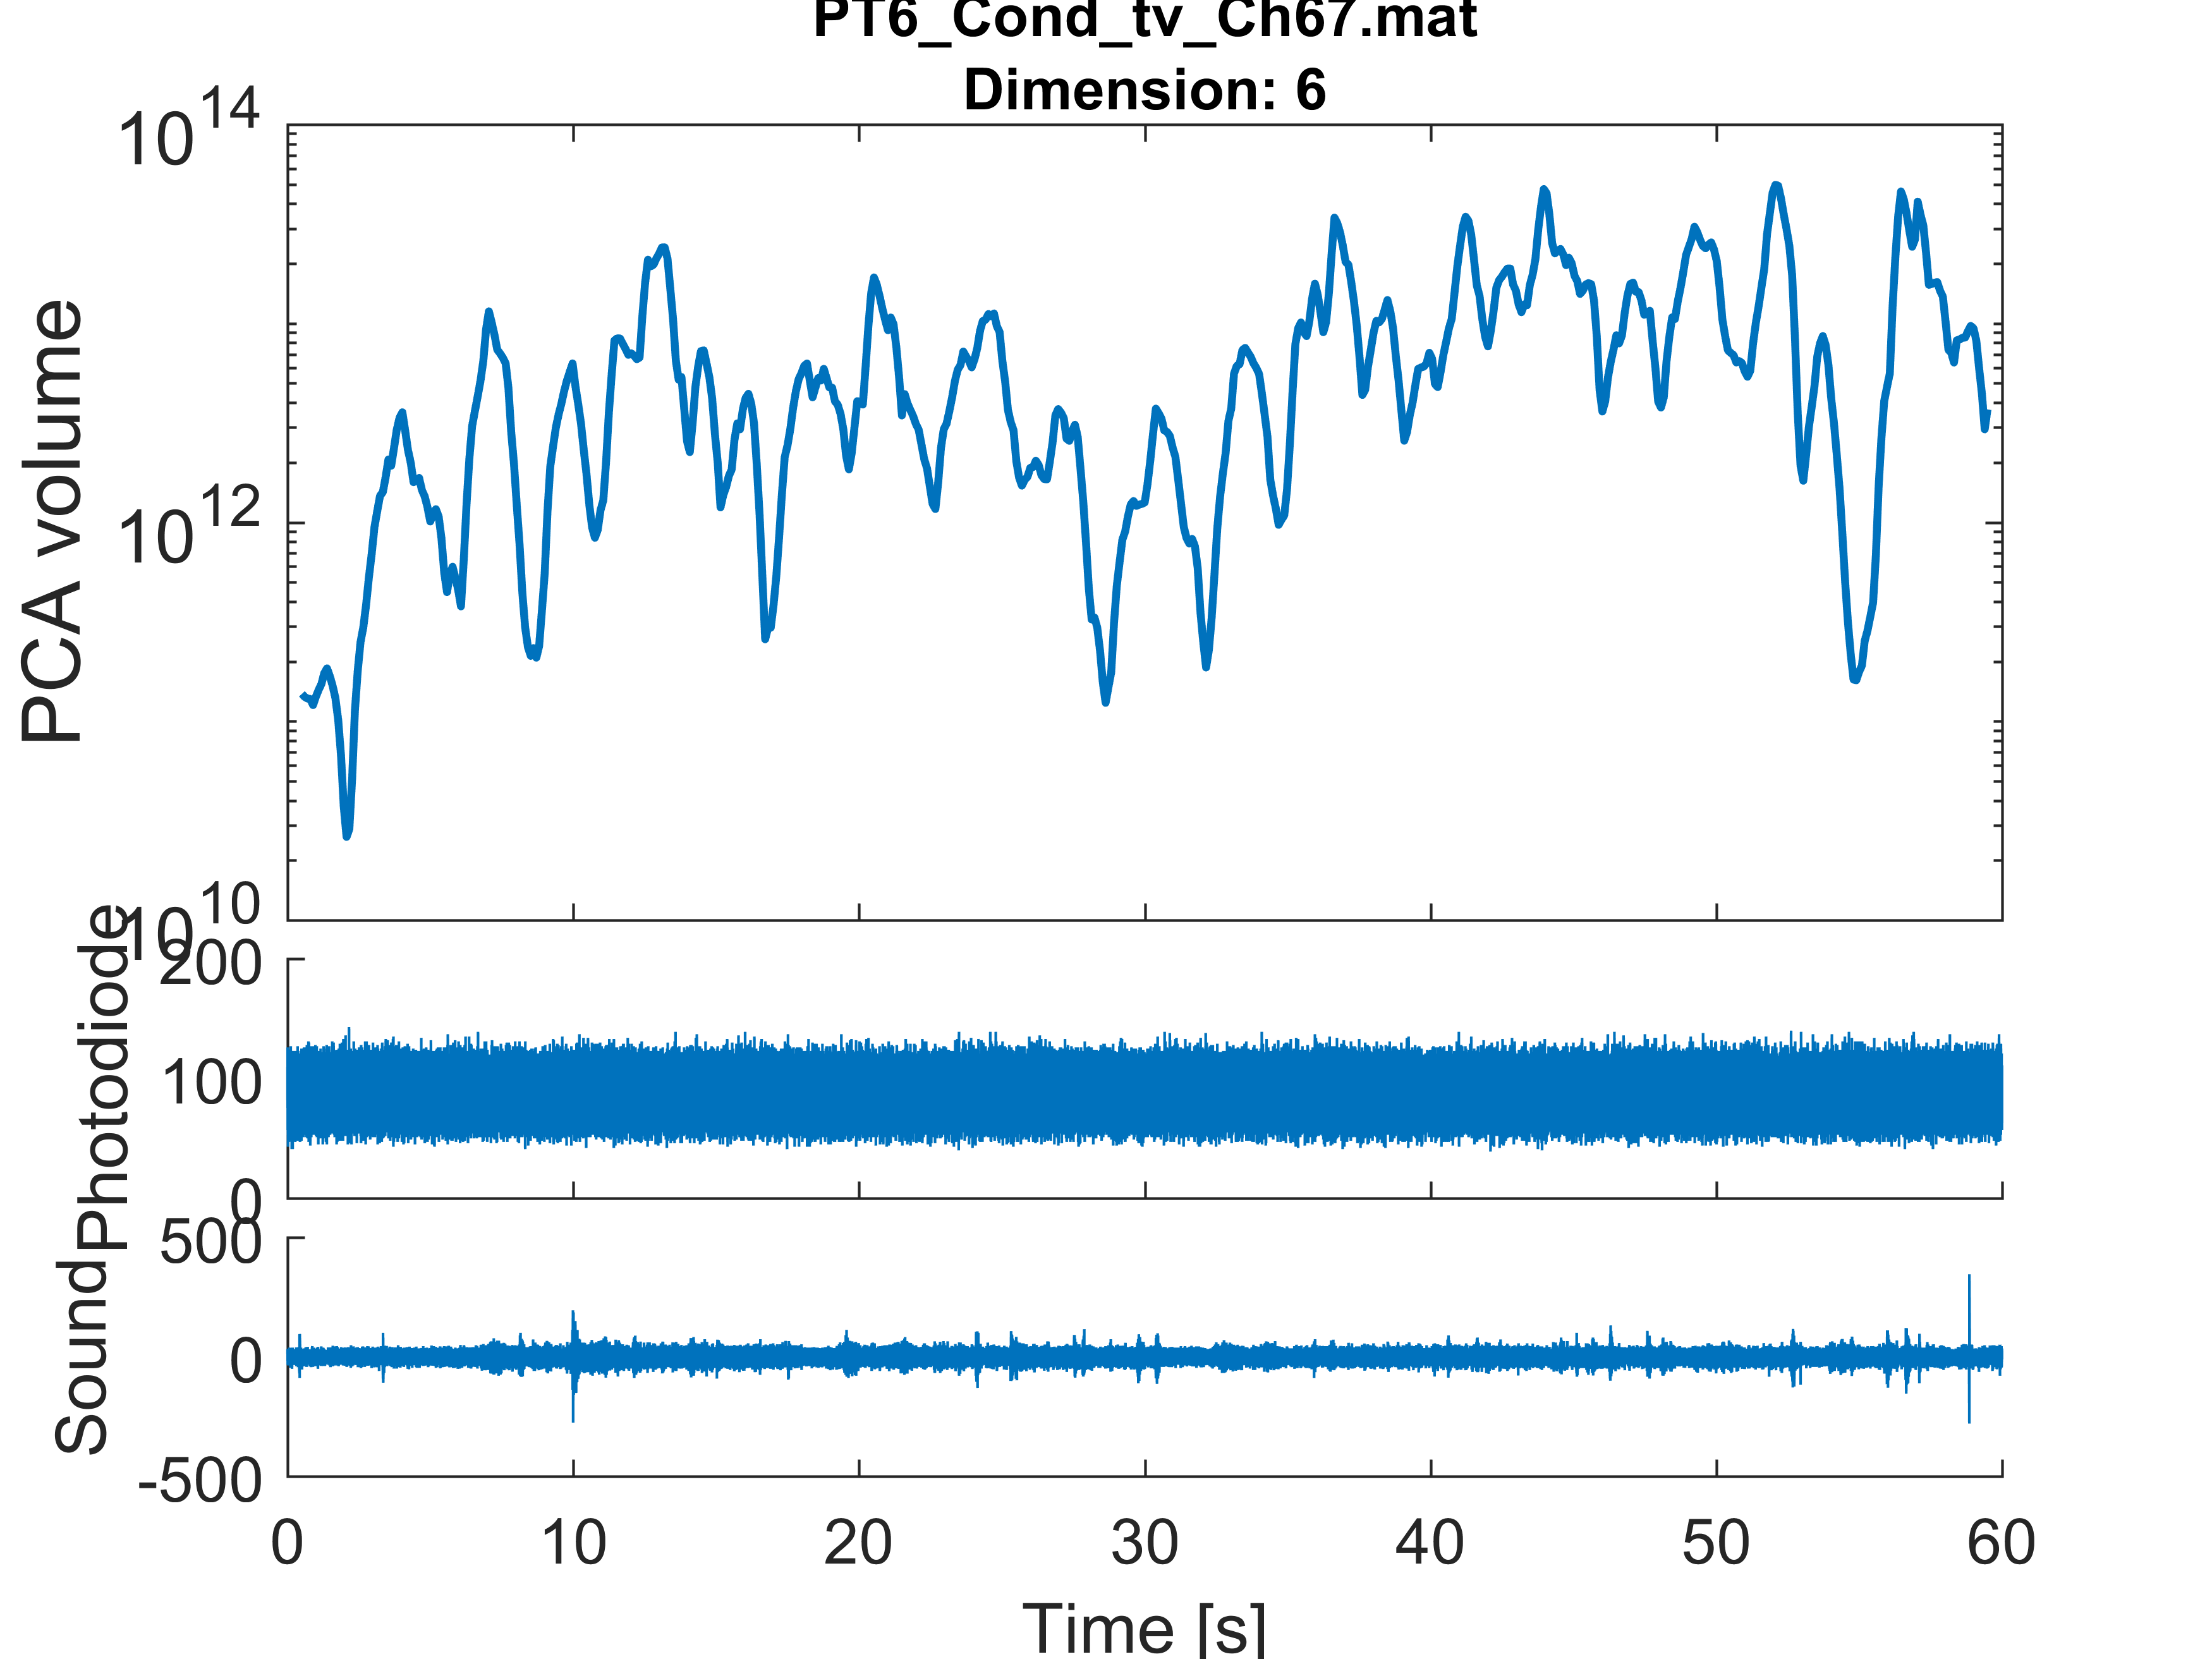 PT6_Cond_tv_Ch67.mat
Dimension: 6
PCA volume
10^14
10^12
10^10
Photodiode
200
100
0
Sound
500
0
-500
0 10 20 30 40 50 60
Time [s]